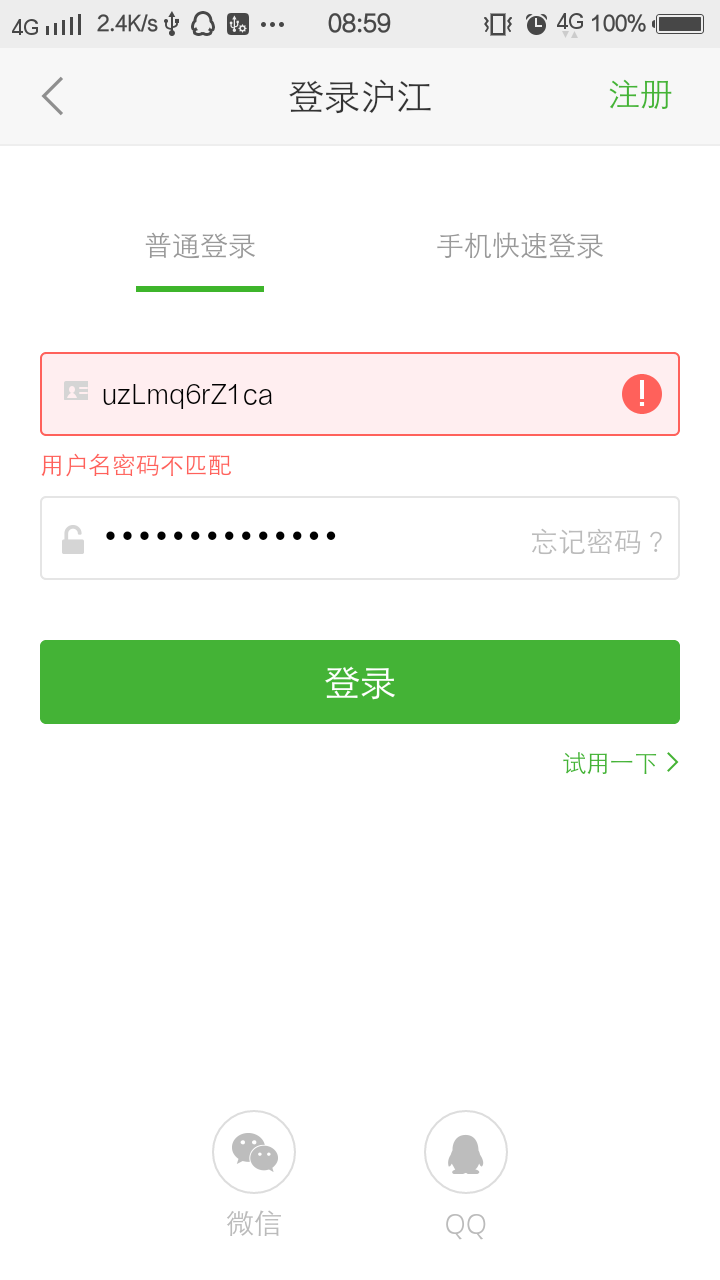 4G 2.4K/s 08:59 4G 100%
登录沪江 注册
普通登录 手机快速登录
uzLmq6rZ1ca
用户名密码不匹配
•••••••••••••• 忘记密码？
登录
试用一下
微信 QQ